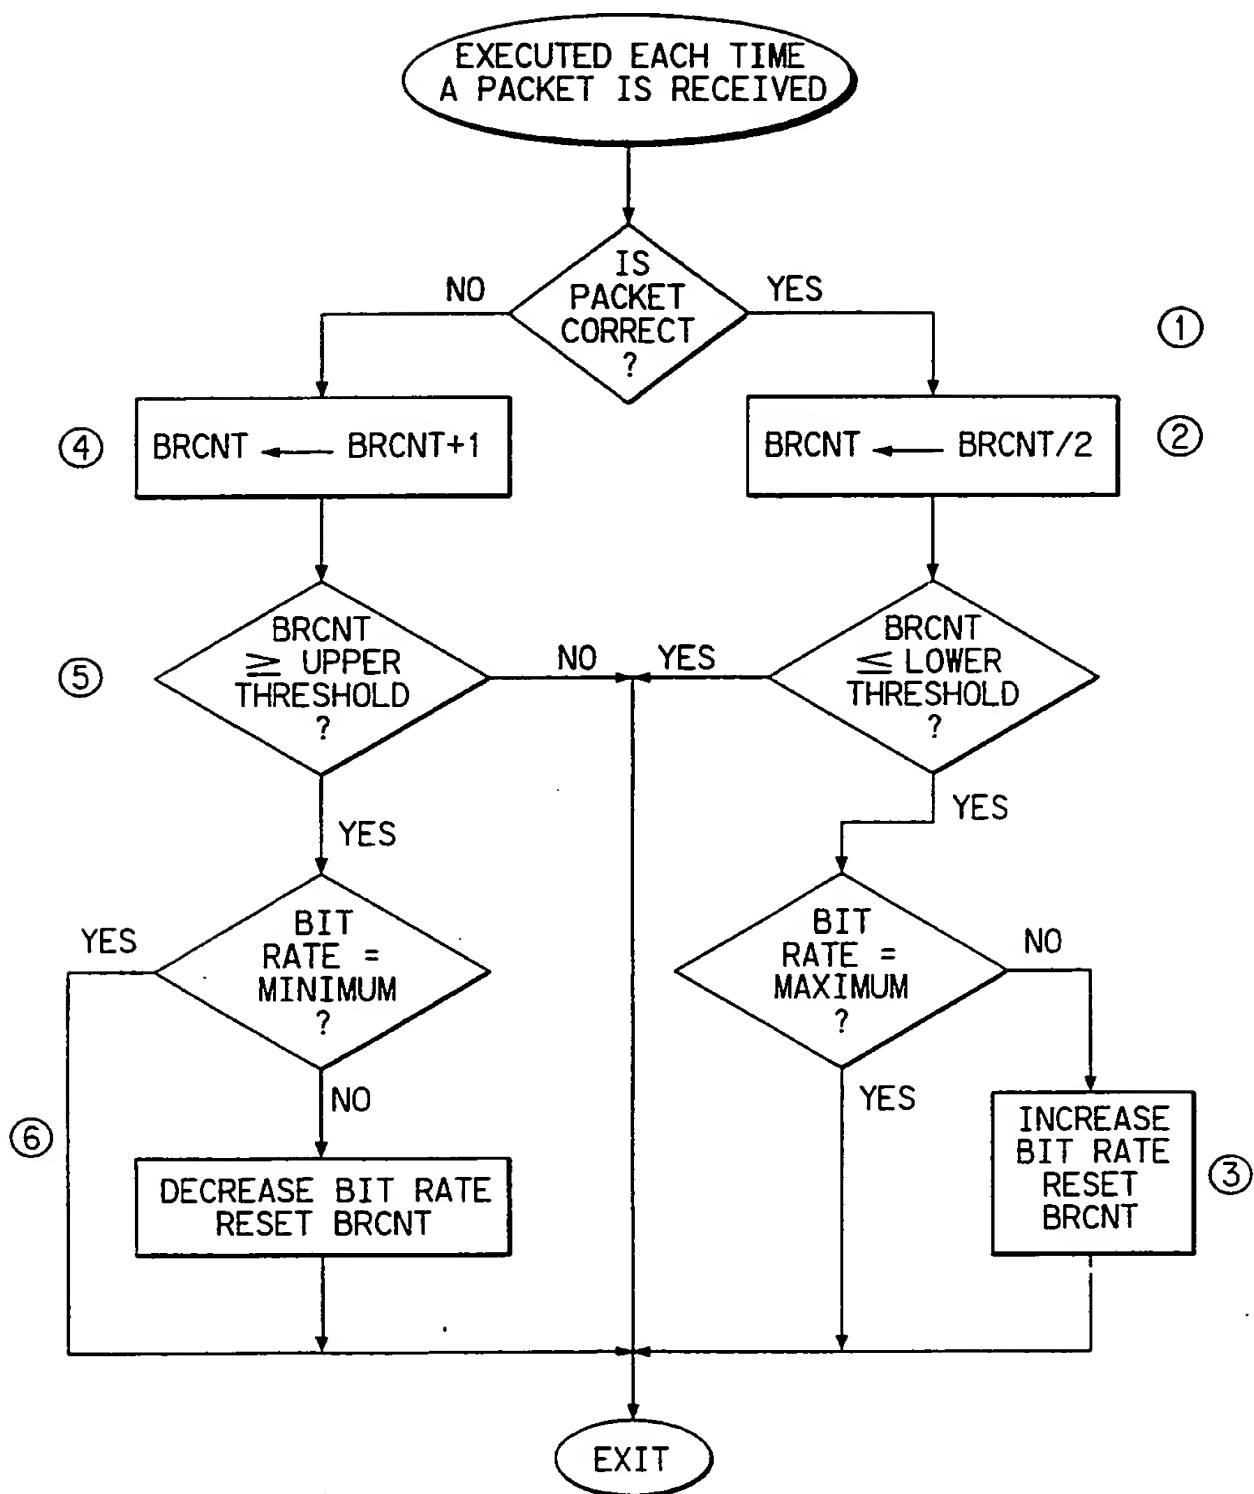 EXECUTED EACH TIME
A PACKET IS RECEIVED
IS
PACKET
CORRECT
?
NO
YES
①
④
BRCNT ← BRCNT+1
BRCNT ← BRCNT/2
②
⑤
BRCNT
≥ UPPER
THRESHOLD
?
NO
YES
BRCNT
≤ LOWER
THRESHOLD
?
YES
YES
YES
BIT
RATE =
MINIMUM
?
BIT
RATE =
MAXIMUM
?
NO
NO
YES
⑥
DECREASE BIT RATE
RESET BRCNT
INCREASE
BIT RATE
RESET
BRCNT
③
EXIT